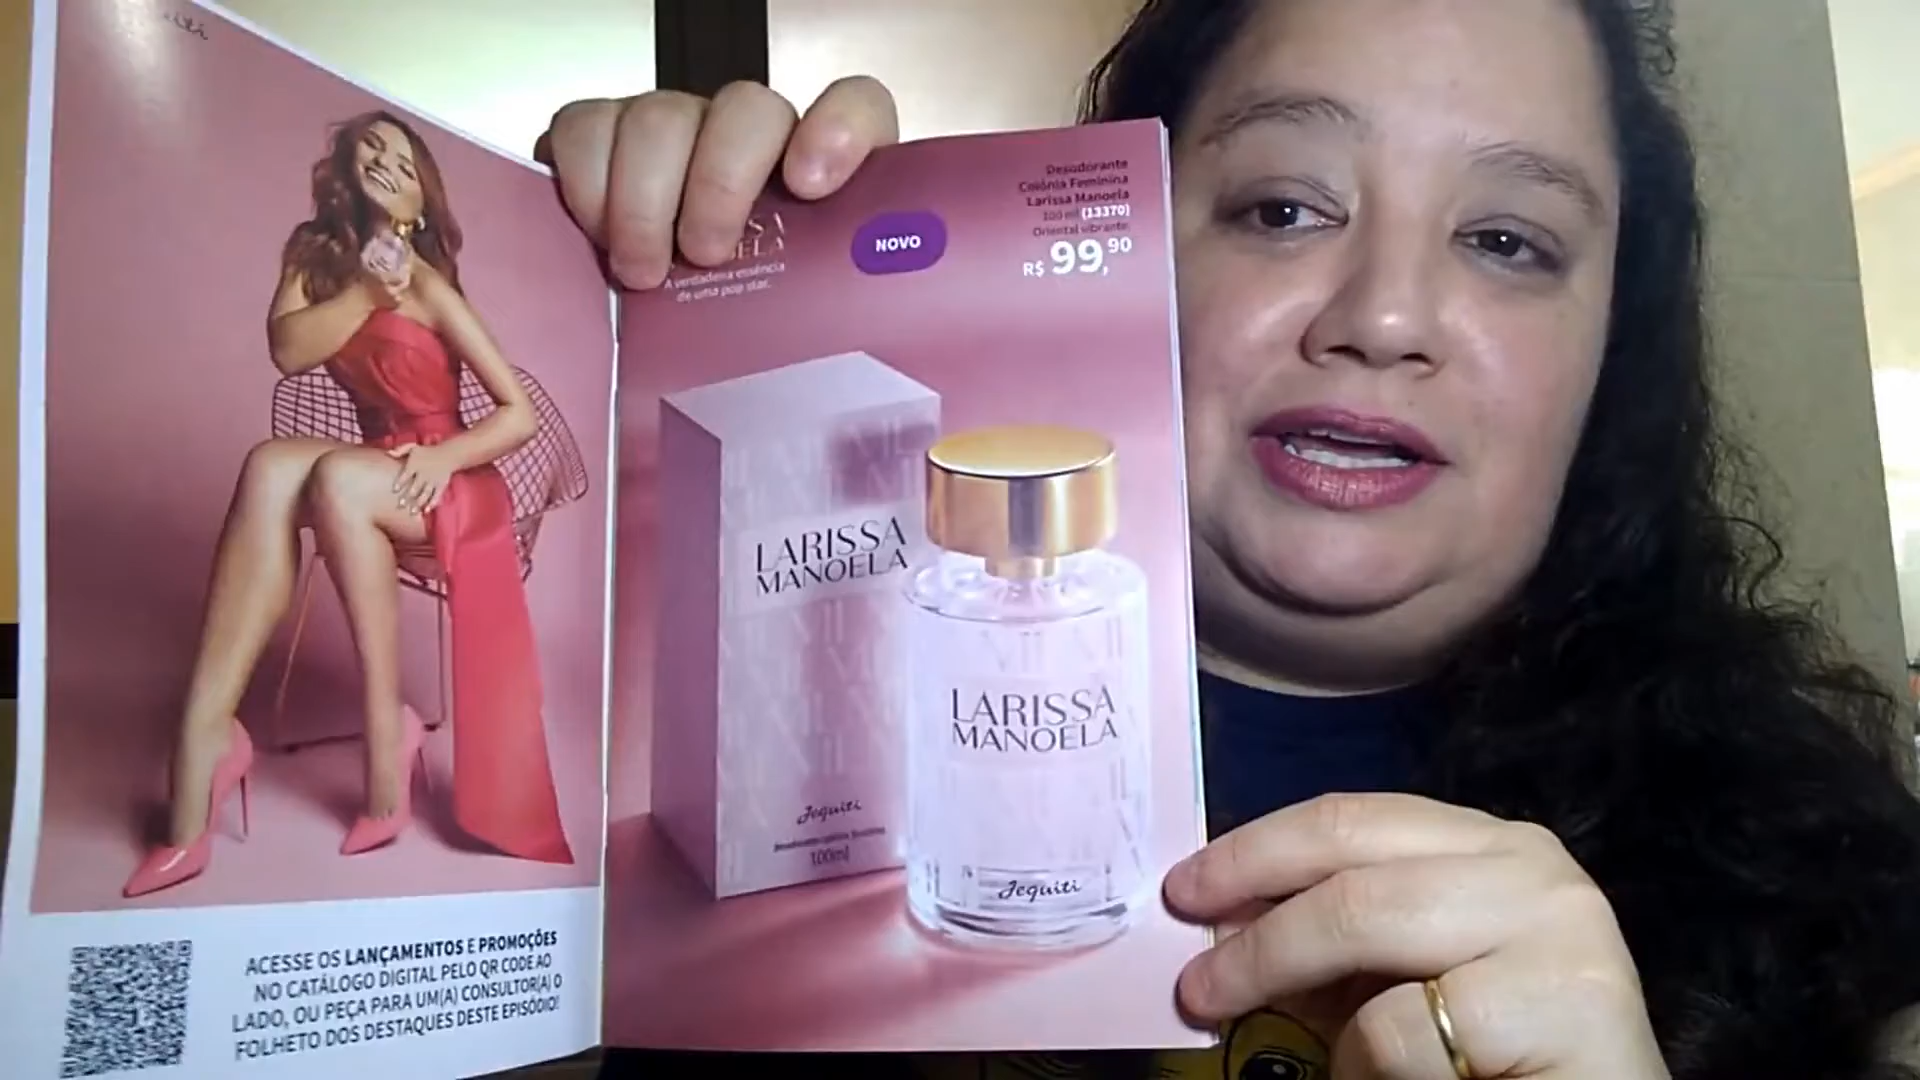 ACESSE OS LANÇAMENTOS E PROMOÇÕES
NO CATÁLOGO DIGITAL PELO QR CODE AO
LADO, OU PEÇA PARA UM(A) CONSULTOR(A) O
FOLHETO DOS DESTAQUES DESTE EPISÓDIO!
A verdadeira essência
de uma pop star.
NOVO
Desodorante
Colônia Feminina
Larissa Manoela
100 ml (13370)
Oriental vibrante.
R$ 99,90
LARISSA
MANOELA
Jequiti
100ml
LARISSA
MANOELA
Jequiti